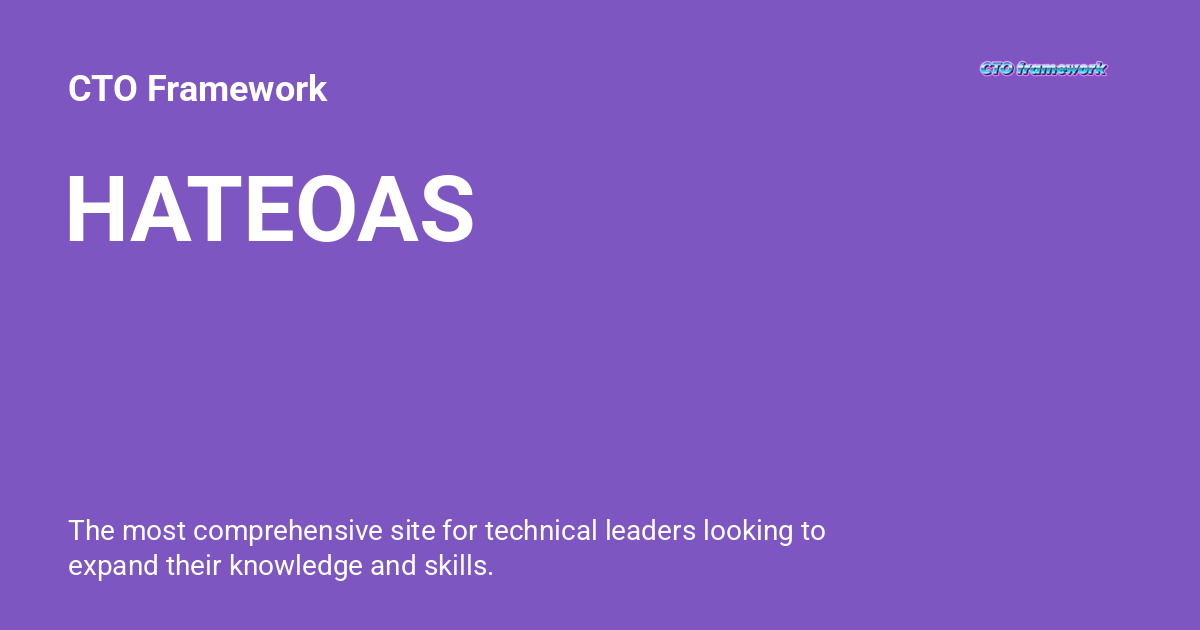 CTO Framework
CTO framework
HATEOAS
The most comprehensive site for technical leaders looking to
expand their knowledge and skills.